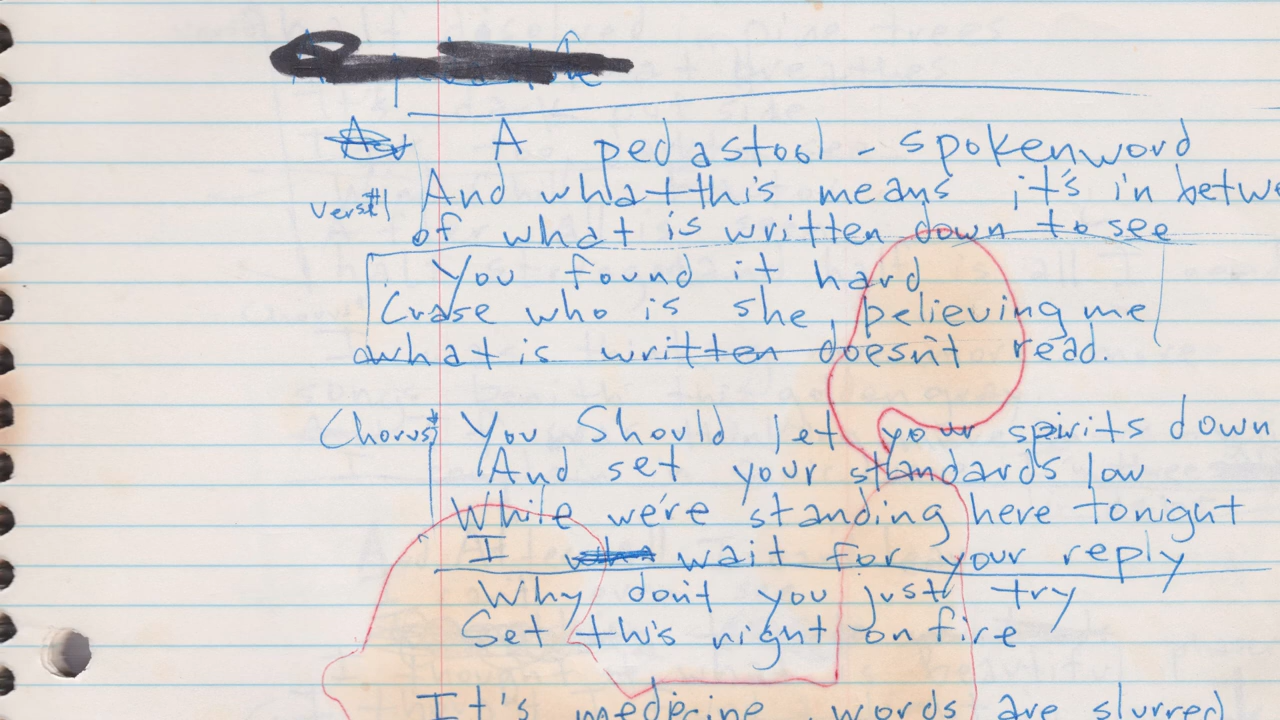 A pedastool - spokenword
Verse#1 And what this means it's in betwe
of what is written down to see
You found it hard
Crase who is she, believing me
what is written doesn't read.
Chorus You Should let your spirits down
And set your standards low
While we're standing here tonight
I wait for your reply
Why don't you just try
Set this night on fire
It's medecine, words are slurred